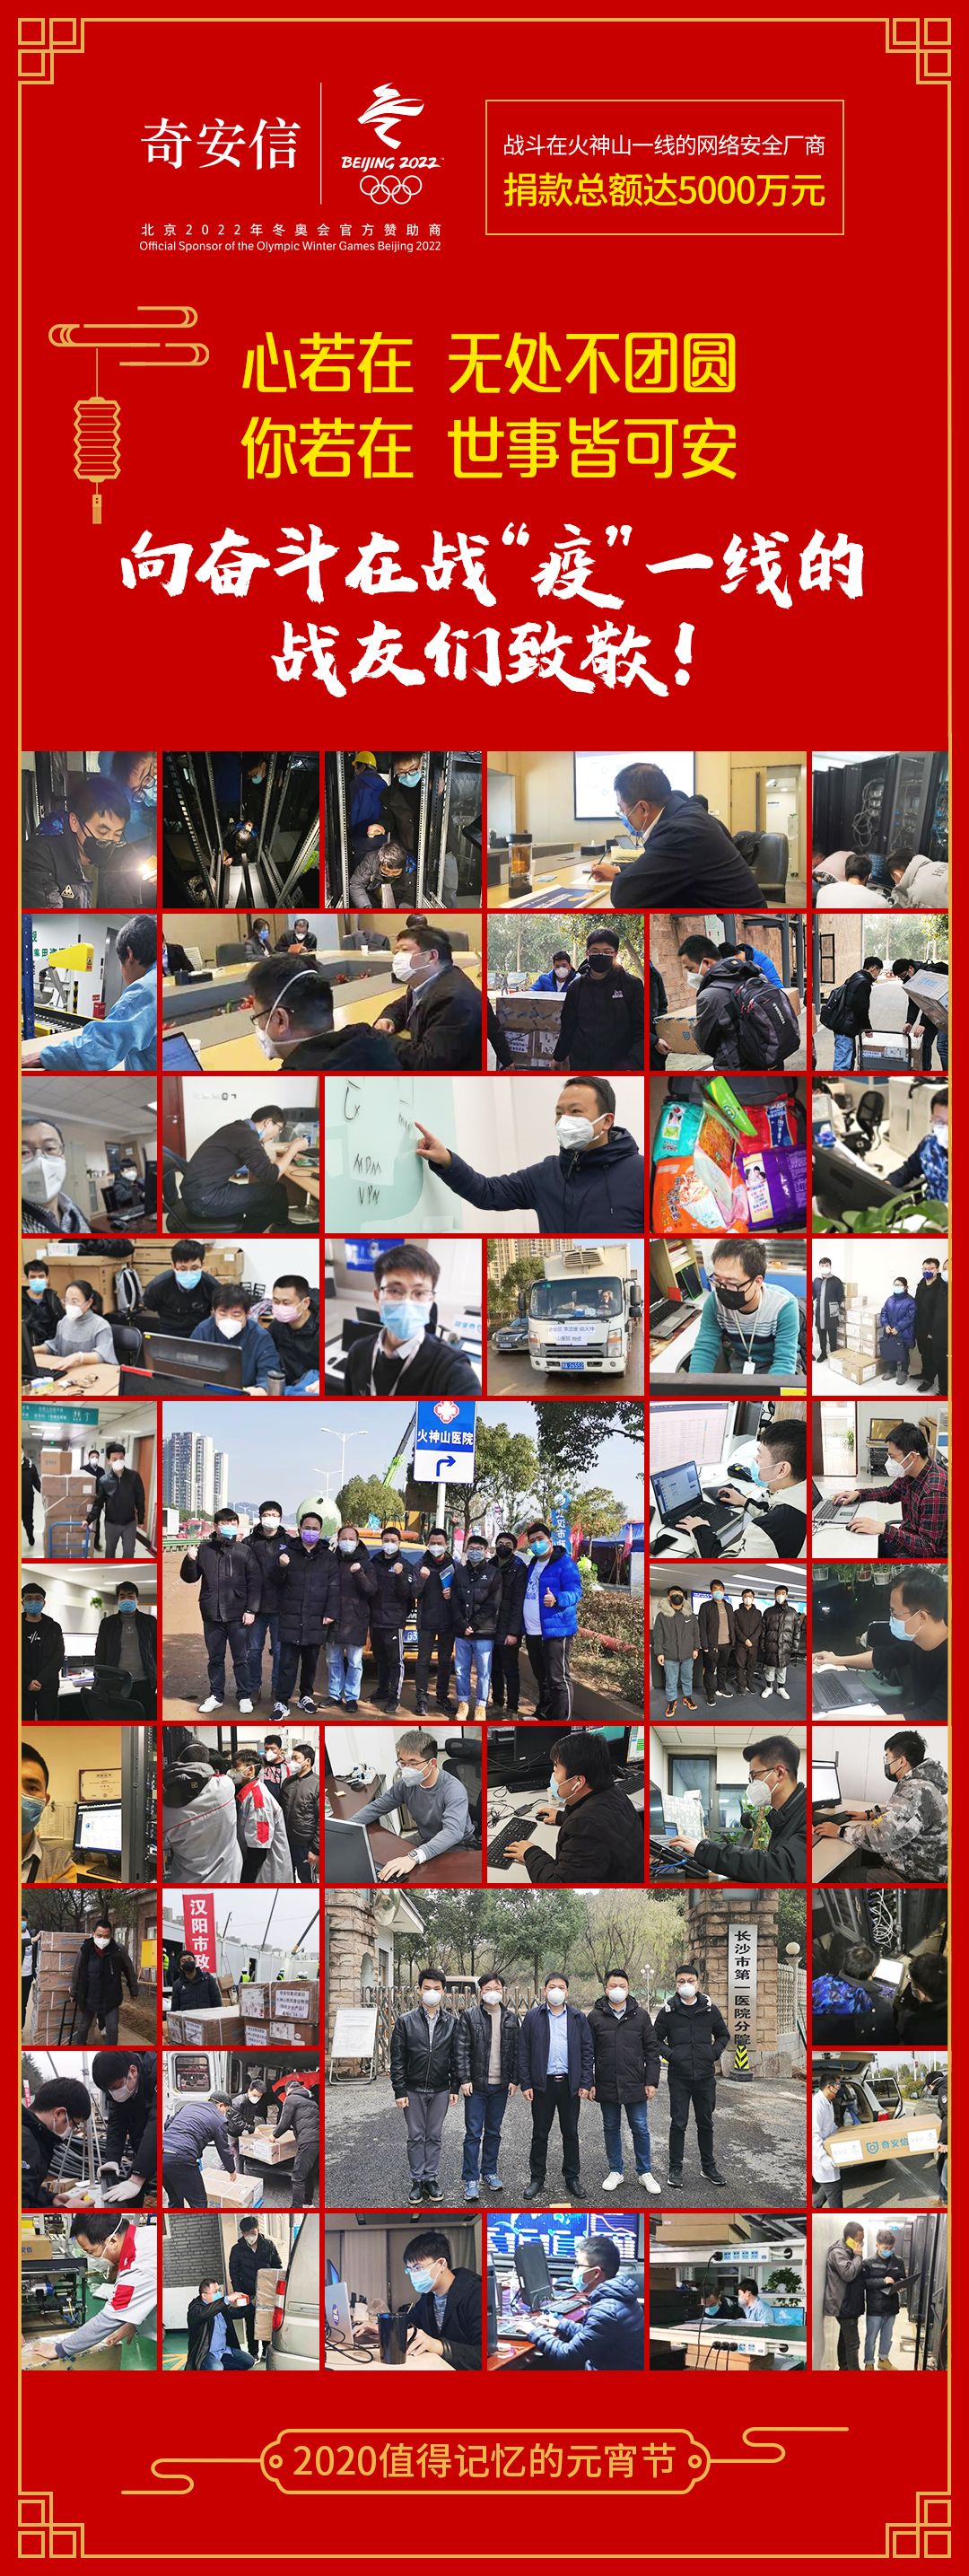 奇安信
BEIJING 2022
北京2022年冬奥会官方赞助商
Official Sponsor of the Olympic Winter Games Beijing 2022
战斗在火神山一线的网络安全厂商
捐款总额达5000万元
心若在 无处不团圆
你若在 世事皆可安
向奋斗在战“疫”一线的
战友们致敬！
MDM
VPN
火神山医院
汉阳市政
长沙市第一医院分院
奇安信
2020值得记忆的元宵节